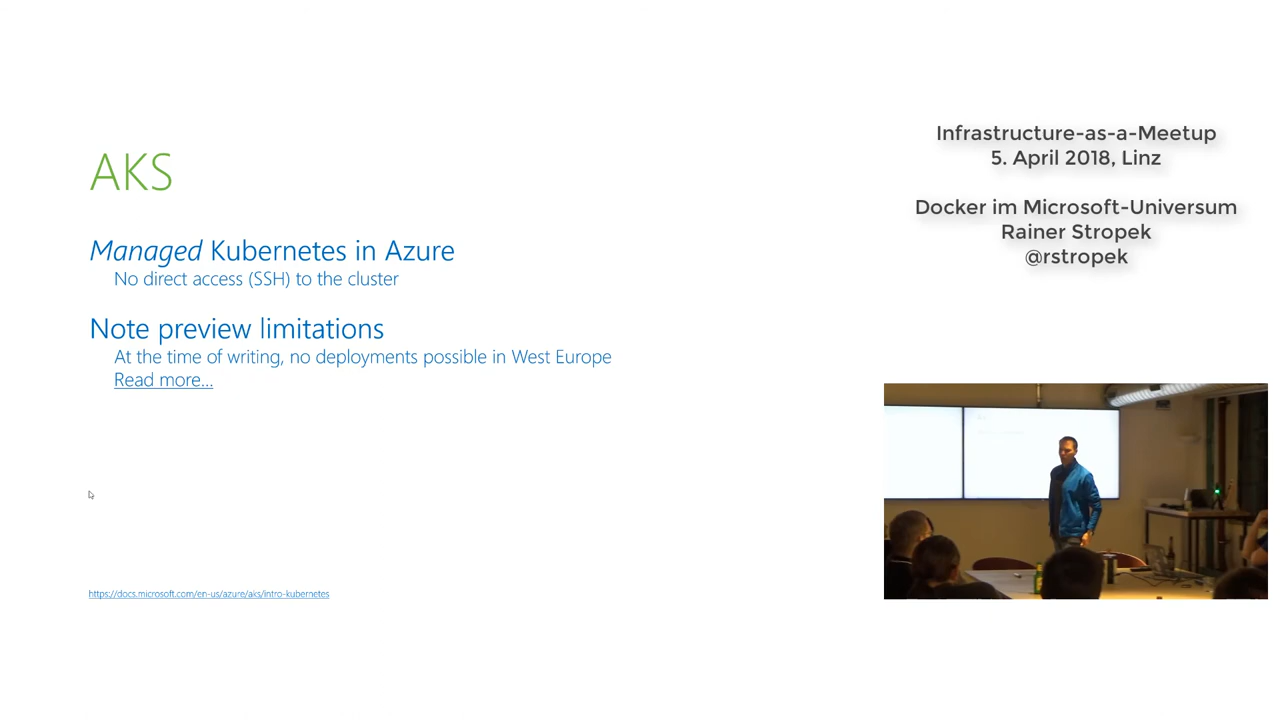 AKS
Managed Kubernetes in Azure
No direct access (SSH) to the cluster
Note preview limitations
At the time of writing, no deployments possible in West Europe
Read more...
https://docs.microsoft.com/en-us/azure/aks/intro-kubernetes
Infrastructure-as-a-Meetup
5. April 2018, Linz
Docker im Microsoft-Universum
Rainer Stropek
@rstropek